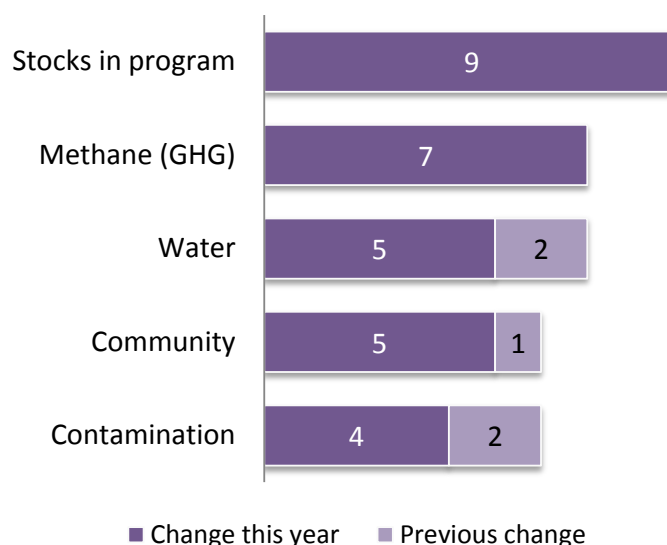 Stocks in program 9
Methane (GHG) 7
Water 5 2
Community 5 1
Contamination 4 2
Change this year Previous change